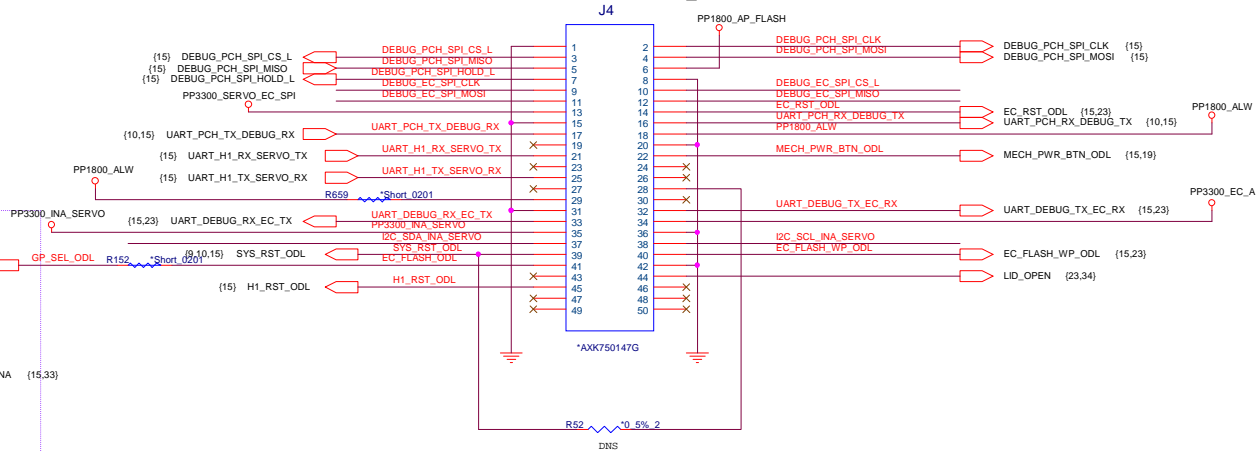 J4
PP1800_AP_FLASH
1 2
DEBUG_PCH_SPI_CLK DEBUG_PCH_SPI_CLK {15}
{15} DEBUG_PCH_SPI_CS_L DEBUG_PCH_SPI_CS_L 3 4 DEBUG_PCH_SPI_MOSI DEBUG_PCH_SPI_MOSI {15}
{15} DEBUG_PCH_SPI_MISO DEBUG_PCH_SPI_MISO 5 6
{15} DEBUG_PCH_SPI_HOLD_L DEBUG_PCH_SPI_HOLD_L 7 8
DEBUG_EC_SPI_CLK 9 10 DEBUG_EC_SPI_CS_L
PP3300_SERVO_EC_SPI DEBUG_EC_SPI_MOSI 11 12 DEBUG_EC_SPI_MISO
13 14 EC_RST_ODL EC_RST_ODL {15,23} PP1800_ALW
15 16 UART_PCH_RX_DEBUG_TX UART_PCH_RX_DEBUG_TX {10,15}
{10,15} UART_PCH_TX_DEBUG_RX UART_PCH_TX_DEBUG_RX 17 18 PP1800_ALW
19 20
{15} UART_H1_RX_SERVO_TX UART_H1_RX_SERVO_TX 21 22 MECH_PWR_BTN_ODL MECH_PWR_BTN_ODL {15,19}
PP1800_ALW 23 24
{15} UART_H1_TX_SERVO_RX UART_H1_TX_SERVO_RX 25 26
27 28 PP3300_EC_A
R659 *Short_0201 29 30
PP3300_INA_SERVO 31 32 UART_DEBUG_TX_EC_RX UART_DEBUG_TX_EC_RX {15,23}
{15,23} UART_DEBUG_RX_EC_TX UART_DEBUG_RX_EC_TX 33 34
PP3300_INA_SERVO 35 36
I2C_SDA_INA_SERVO 37 38 I2C_SCL_INA_SERVO
{9,10,15} SYS_RST_ODL SYS_RST_ODL 39 40 EC_FLASH_WP_ODL EC_FLASH_WP_ODL {15,23}
GP_SEL_ODL R152 *Short_0201 EC_FLASH_ODL 41 42
43 44 LID_OPEN {23,34}
{15} H1_RST_ODL H1_RST_ODL 45 46
47 48
49 50
*AXK750147G
NA {15,33}
R52 *0_5%_2
DNS